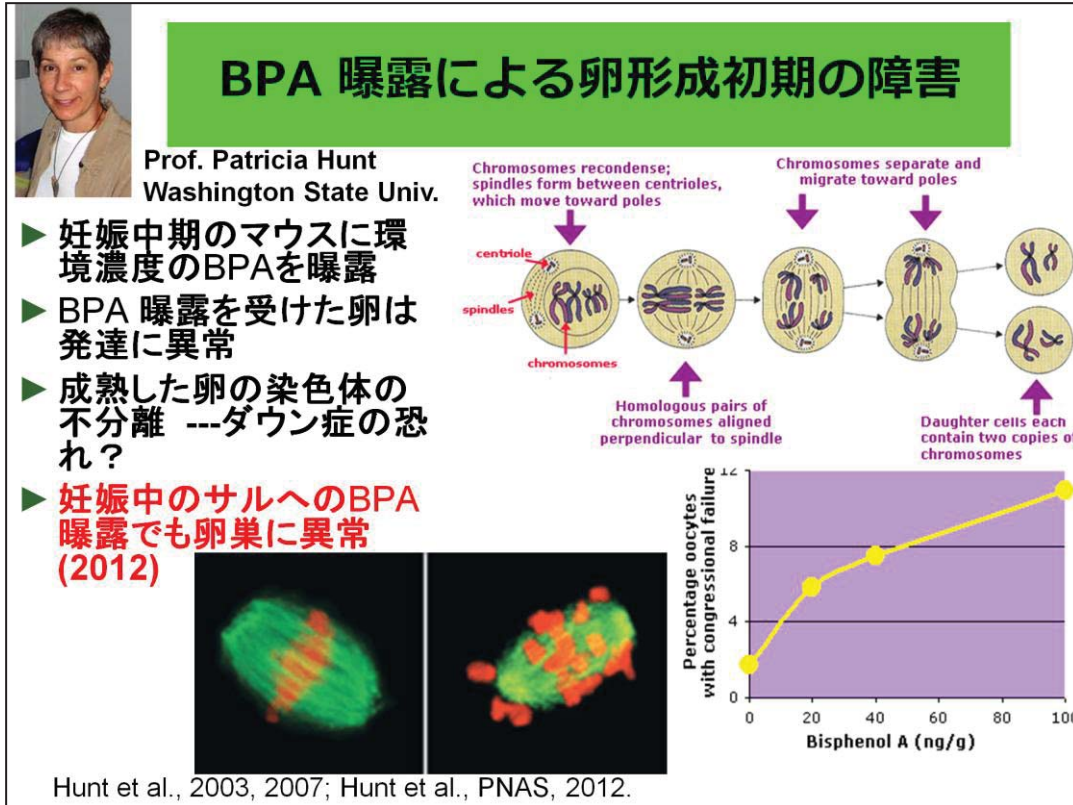 BPA 曝露による卵形成初期の障害
Prof. Patricia Hunt
Washington State Univ.
▶ 妊娠中期のマウスに環
境濃度のBPAを曝露
▶ BPA 曝露を受けた卵は
発達に異常
▶ 成熟した卵の染色体の
不分離 ---ダウン症の恐
れ？
▶ 妊娠中のサルへのBPA
曝露でも卵巣に異常
(2012)
Chromosomes recondense;
spindles form between centrioles,
which move toward poles
Chromosomes separate and
migrate toward poles
centriole
spindles
chromosomes
Homologous pairs of
chromosomes aligned
perpendicular to spindle
Daughter cells each
contain two copies of
chromosomes
Percentage oocytes
with congressional failure
12
8
4
0
0
20
40
60
80
100
Bisphenol A (ng/g)
Hunt et al., 2003, 2007; Hunt et al., PNAS, 2012.